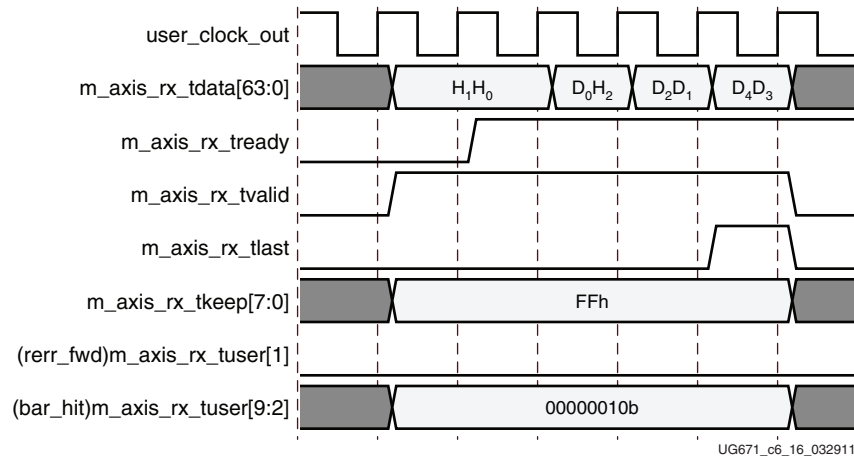 user_clock_out
m_axis_rx_tdata[63:0] H₁H₀ D₀H₂ D₂D₁ D₄D₃
m_axis_rx_tready
m_axis_rx_tvalid
m_axis_rx_tlast
m_axis_rx_tkeep[7:0] FFh
(rerr_fwd)m_axis_rx_tuser[1]
(bar_hit)m_axis_rx_tuser[9:2] 00000010b
UG671_c6_16_032911